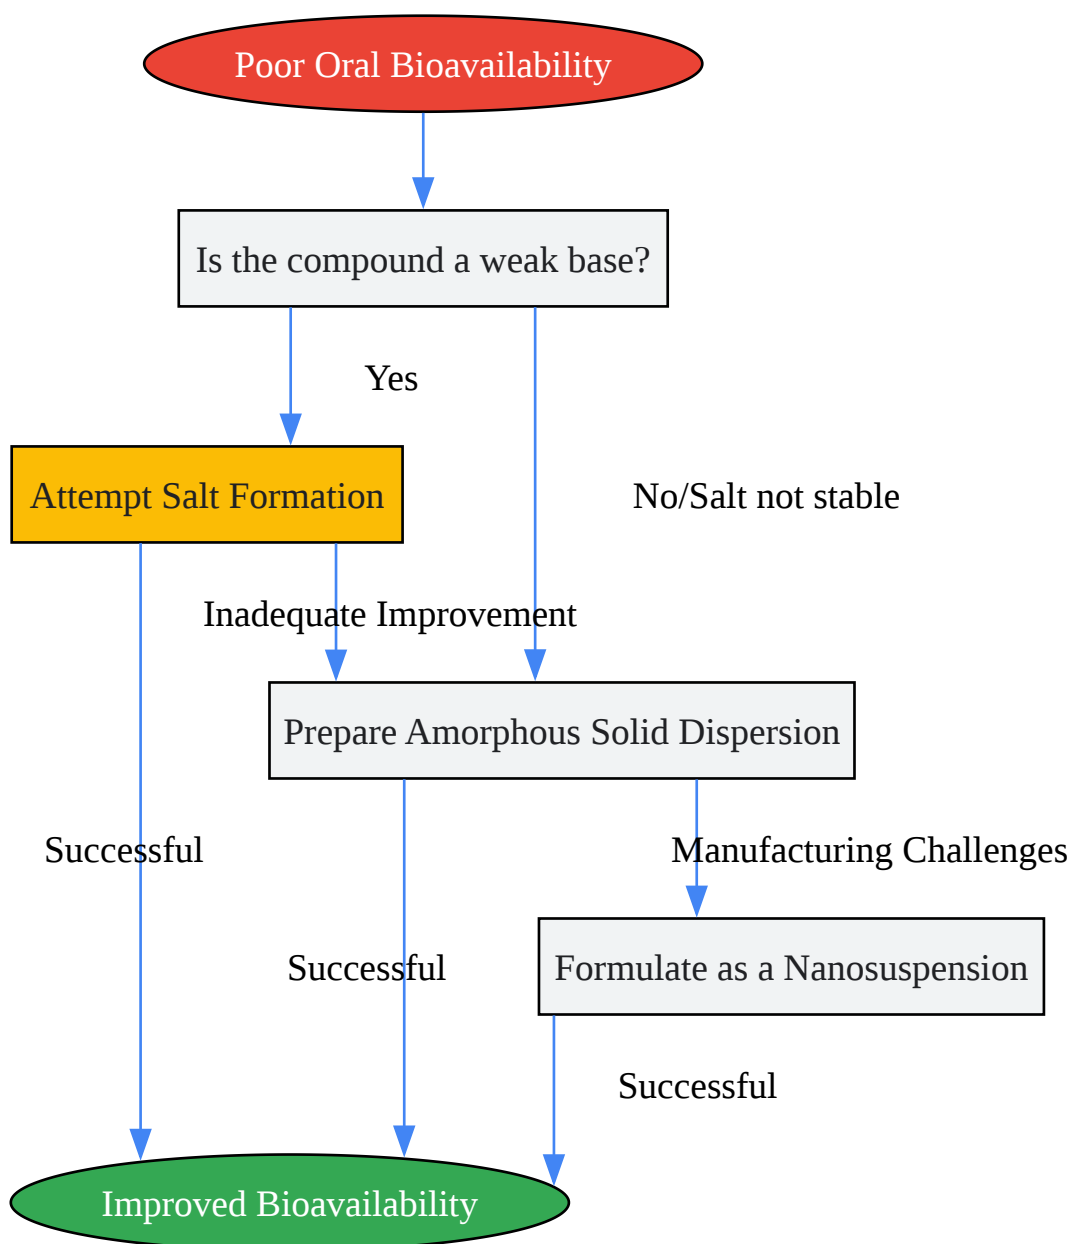 Poor Oral Bioavailability
Is the compound a weak base?
Yes
Attempt Salt Formation
No/Salt not stable
Inadequate Improvement
Prepare Amorphous Solid Dispersion
Successful
Manufacturing Challenges
Successful
Formulate as a Nanosuspension
Successful
Improved Bioavailability